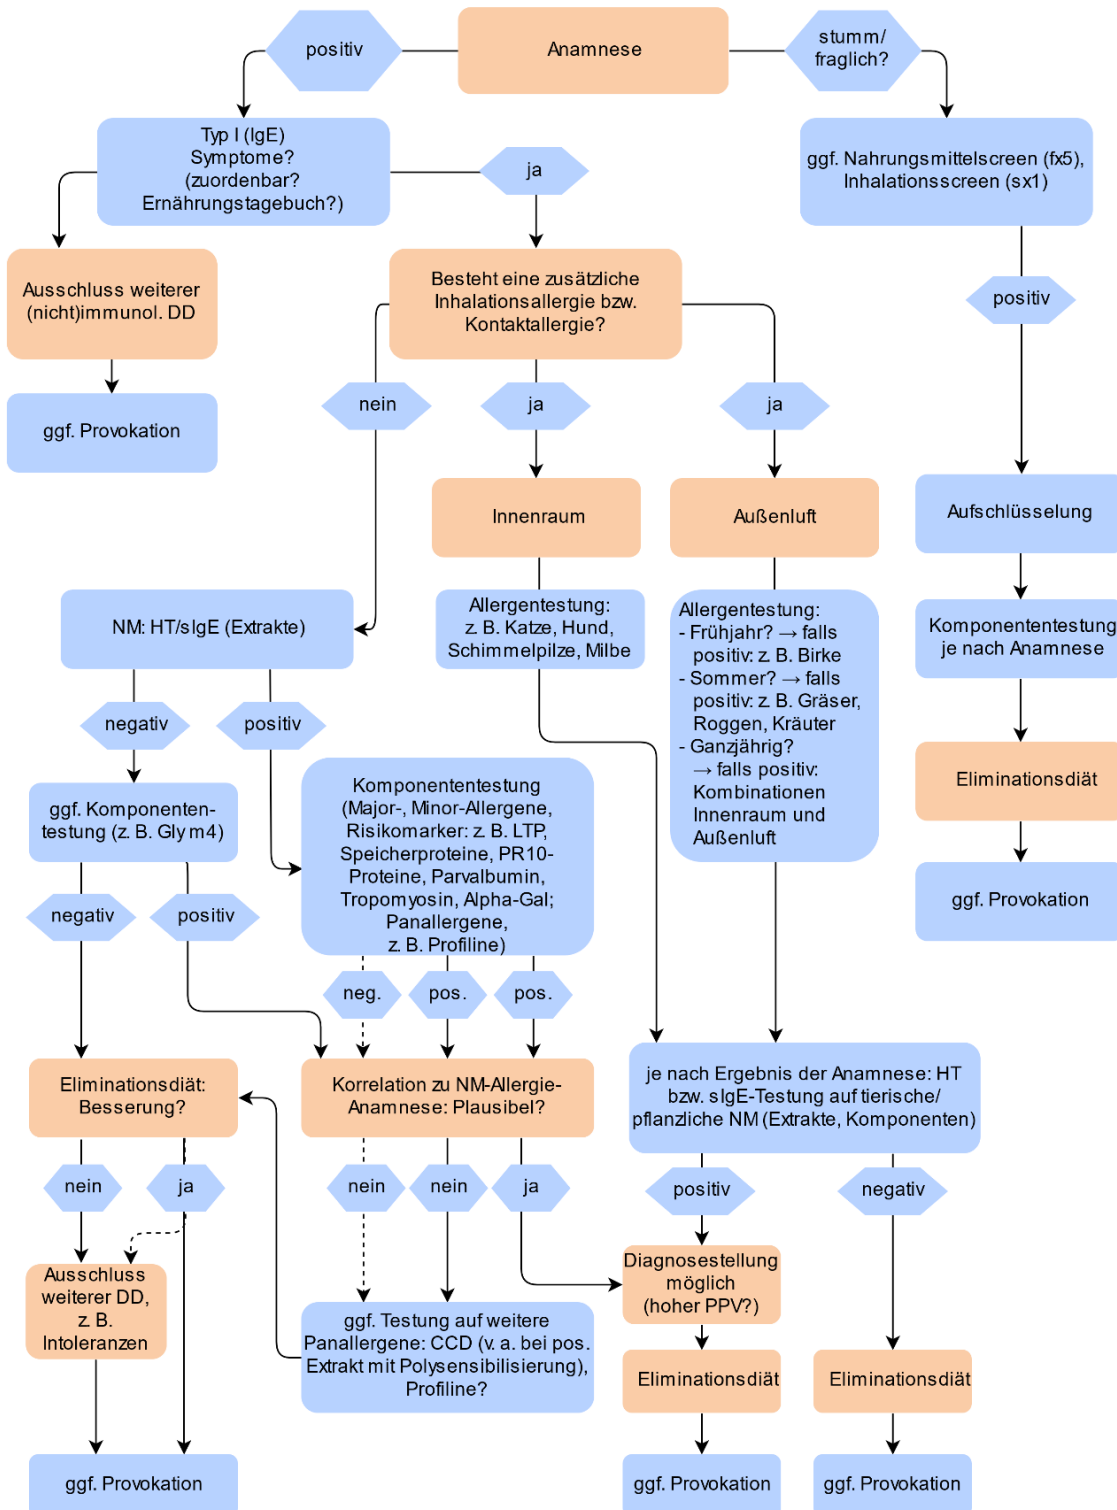 positiv
Anamnese
stumm/
fraglich?
Typ I (IgE)
Symptome?
(zuordenbar?
Ernährungstagebuch?)
ja
ggf. Nahrungsmittelscreen (fx5),
Inhalationsscreen (sx1)
Ausschluss weiterer
(nicht)immunol. DD
Besteht eine zusätzliche
Inhalationsallergie bzw.
Kontaktallergie?
positiv
ggf. Provokation
nein
ja
ja
Innenraum
Außenluft
Aufschlüsselung
NM: HT/sIgE (Extrakte)
Allergentestung:
z. B. Katze, Hund,
Schimmelpilze, Milbe
Allergentestung:
- Frühjahr? → falls
positiv: z. B. Birke
- Sommer? → falls
positiv: z. B. Gräser,
Roggen, Kräuter
- Ganzjährig?
→ falls positiv:
Kombinationen
Innenraum und
Außenluft
Komponententestung
je nach Anamnese
negativ
positiv
Eliminationsdiät
ggf. Komponenten-
testung (z. B. Gly m4)
Komponententestung
(Major-, Minor-Allergene,
Risikomarker: z. B. LTP,
Speicherproteine, PR10-
Proteine, Parvalbumin,
Tropomyosin, Alpha-Gal;
Panallergene,
z. B. Profiline)
ggf. Provokation
negativ
positiv
neg.
pos.
pos.
Eliminationsdiät:
Besserung?
Korrelation zu NM-Allergie-
Anamnese: Plausibel?
je nach Ergebnis der Anamnese: HT
bzw. sIgE-Testung auf tierische/
pflanzliche NM (Extrakte, Komponenten)
nein
ja
nein
nein
ja
positiv
negativ
Ausschluss
weiterer DD,
z. B.
Intoleranzen
Diagnosestellung
möglich
(hoher PPV?)
ggf. Testung auf weitere
Panallergene: CCD (v. a. bei pos.
Extrakt mit Polysensibilisierung),
Profiline?
Eliminationsdiät
Eliminationsdiät
ggf. Provokation
ggf. Provokation
ggf. Provokation